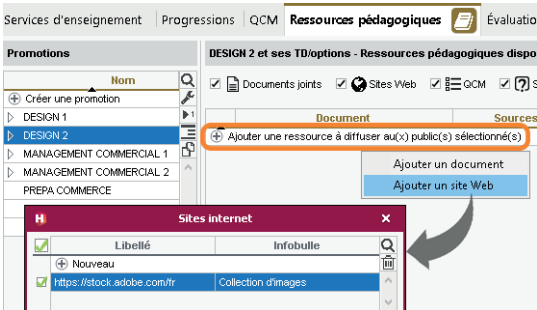 Services d'enseignement Progressions QCM Ressources pédagogiques Évaluatio
Promotions
DESIGN 2 et ses TD/options - Ressources pédagogiques dispo
Nom
Documents joints Sites Web QCM S
Créer une promotion
DESIGN 1
Document Sources
DESIGN 2
Ajouter une ressource à diffuser au(x) public(s) sélectionné(s)
MANAGEMENT COMMERCIAL 1
Ajouter un document
MANAGEMENT COMMERCIAL 2
Ajouter un site Web
PREPA COMMERCE
H Sites internet
Libellé Infobulle
Nouveau
https://stock.adobe.com/fr Collection d'images